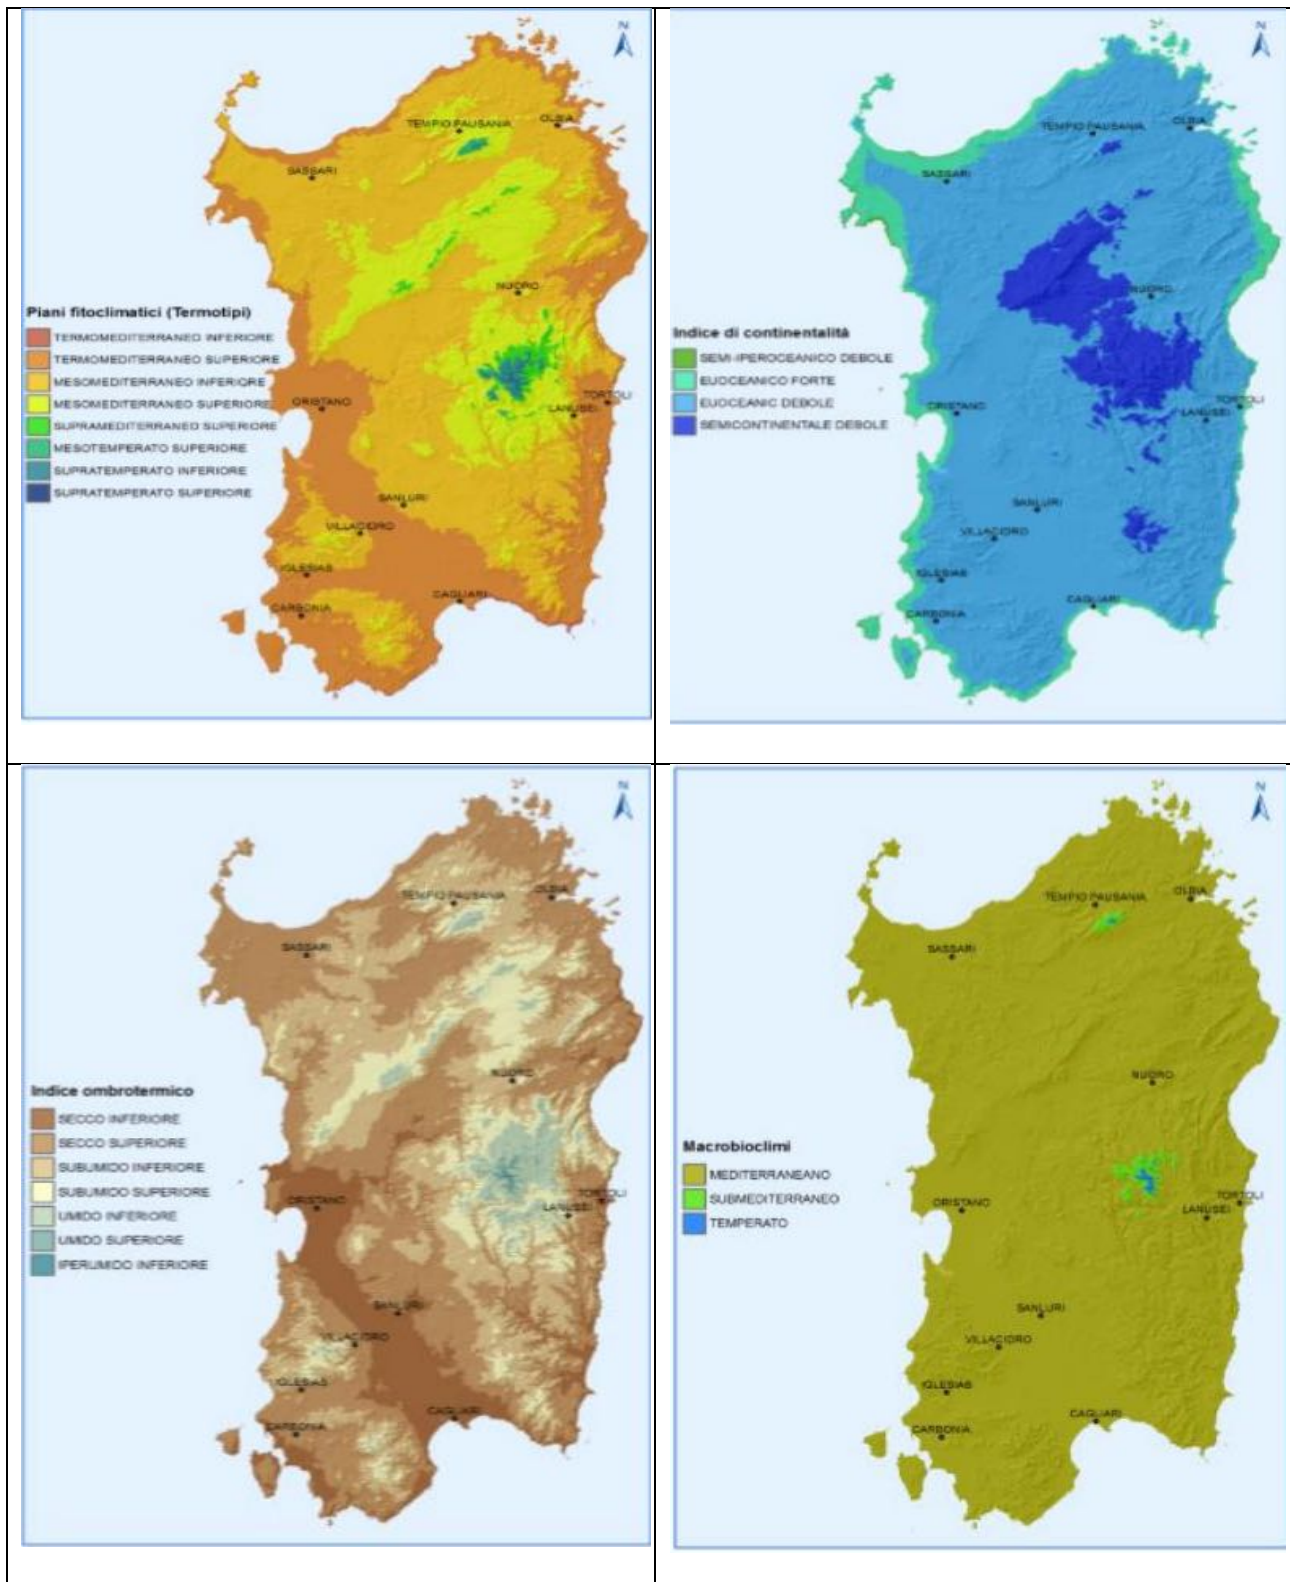 N
TEMPIO PAUSANIA
OLBIA
SASSARI
NUORO
Piani fitoclimatici (Termotipi)
TERMOMEDITERRANEO INFERIORE
TERMOMEDITERRANEO SUPERIORE
MESOMEDITERRANEO INFERIORE
MESOMEDITERRANEO SUPERIORE
SUPRAMEDITERANEO SUPERIORE
MESOTEMPERATO SUPERIORE
SUPRATEMPERATO INFERIORE
SUPRATEMPERATO SUPERIORE
ORISTANO
TORTOLI
LANUSEI
SANLURI
VILLACIDRO
IGLESIAS
CARBONIA
CAGLIARI
N
TEMPIO PAUSANIA
OLBIA
SASSARI
NUORO
Indice di continentalità
SEMI-IPEROCEANICO DEBOLE
EUOCEANICO FORTE
EUOCEANIC DEBOLE
SEMICONTINENTALE DEBOLE
ORISTANO
TORTOLI
LANUSEI
SANLURI
VILLACIDRO
IGLESIAS
CARBONIA
CAGLIARI
N
TEMPIO PAUSANIA
OLBIA
SASSARI
NUORO
Indice ombrotermico
SECCO INFERIORE
SECCO SUPERIORE
SUBUMIDO INFERIORE
SUBUMIDO SUPERIORE
UMIDO INFERIORE
UMIDO SUPERIORE
IPERUMIDO INFERIORE
ORISTANO
TORTOLI
LANUSEI
SANLURI
VILLACIDRO
IGLESIAS
CARBONIA
CAGLIARI
N
TEMPIO PAUSANIA
OLBIA
SASSARI
NUORO
Macrobioclimi
MEDITERRANEANO
SUBMEDITERRANEO
TEMPERATO
ORISTANO
TORTOLI
LANUSEI
SANLURI
VILLACIDRO
IGLESIAS
CARBONIA
CAGLIARI